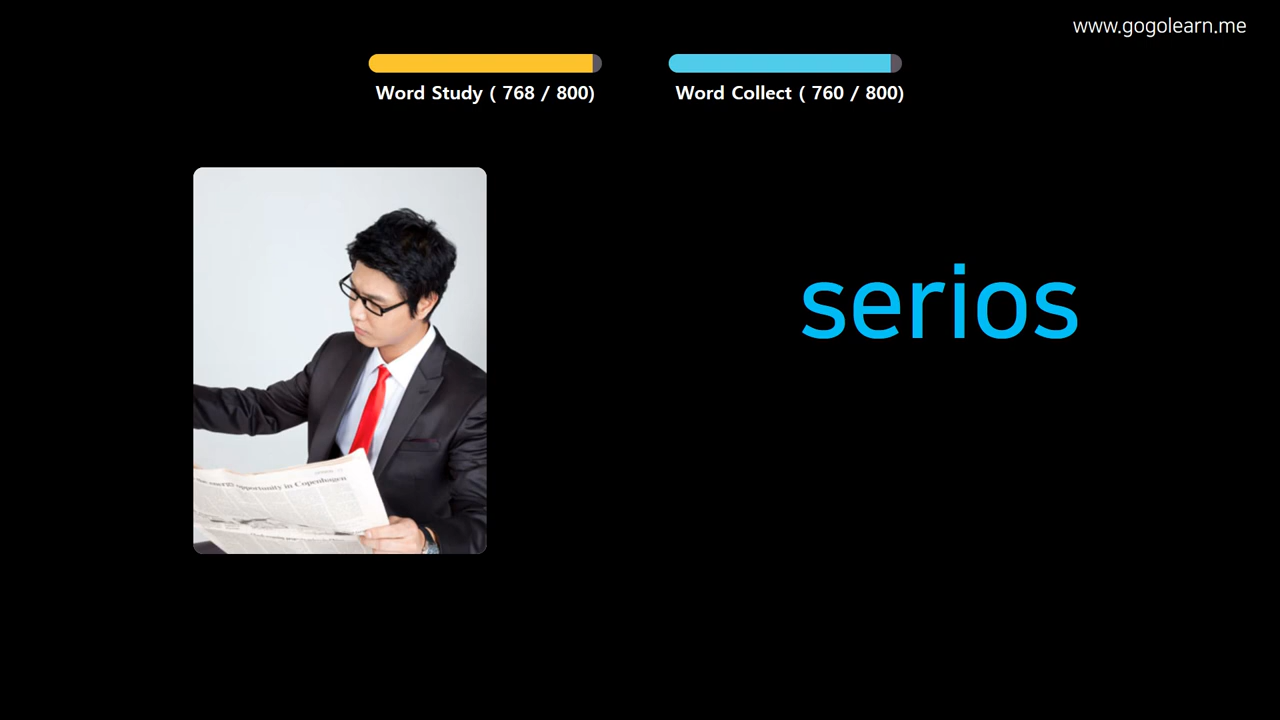 www.gogolearn.me
Word Study ( 768 / 800)
Word Collect ( 760 / 800)
serios
opportunity in Copenhagen